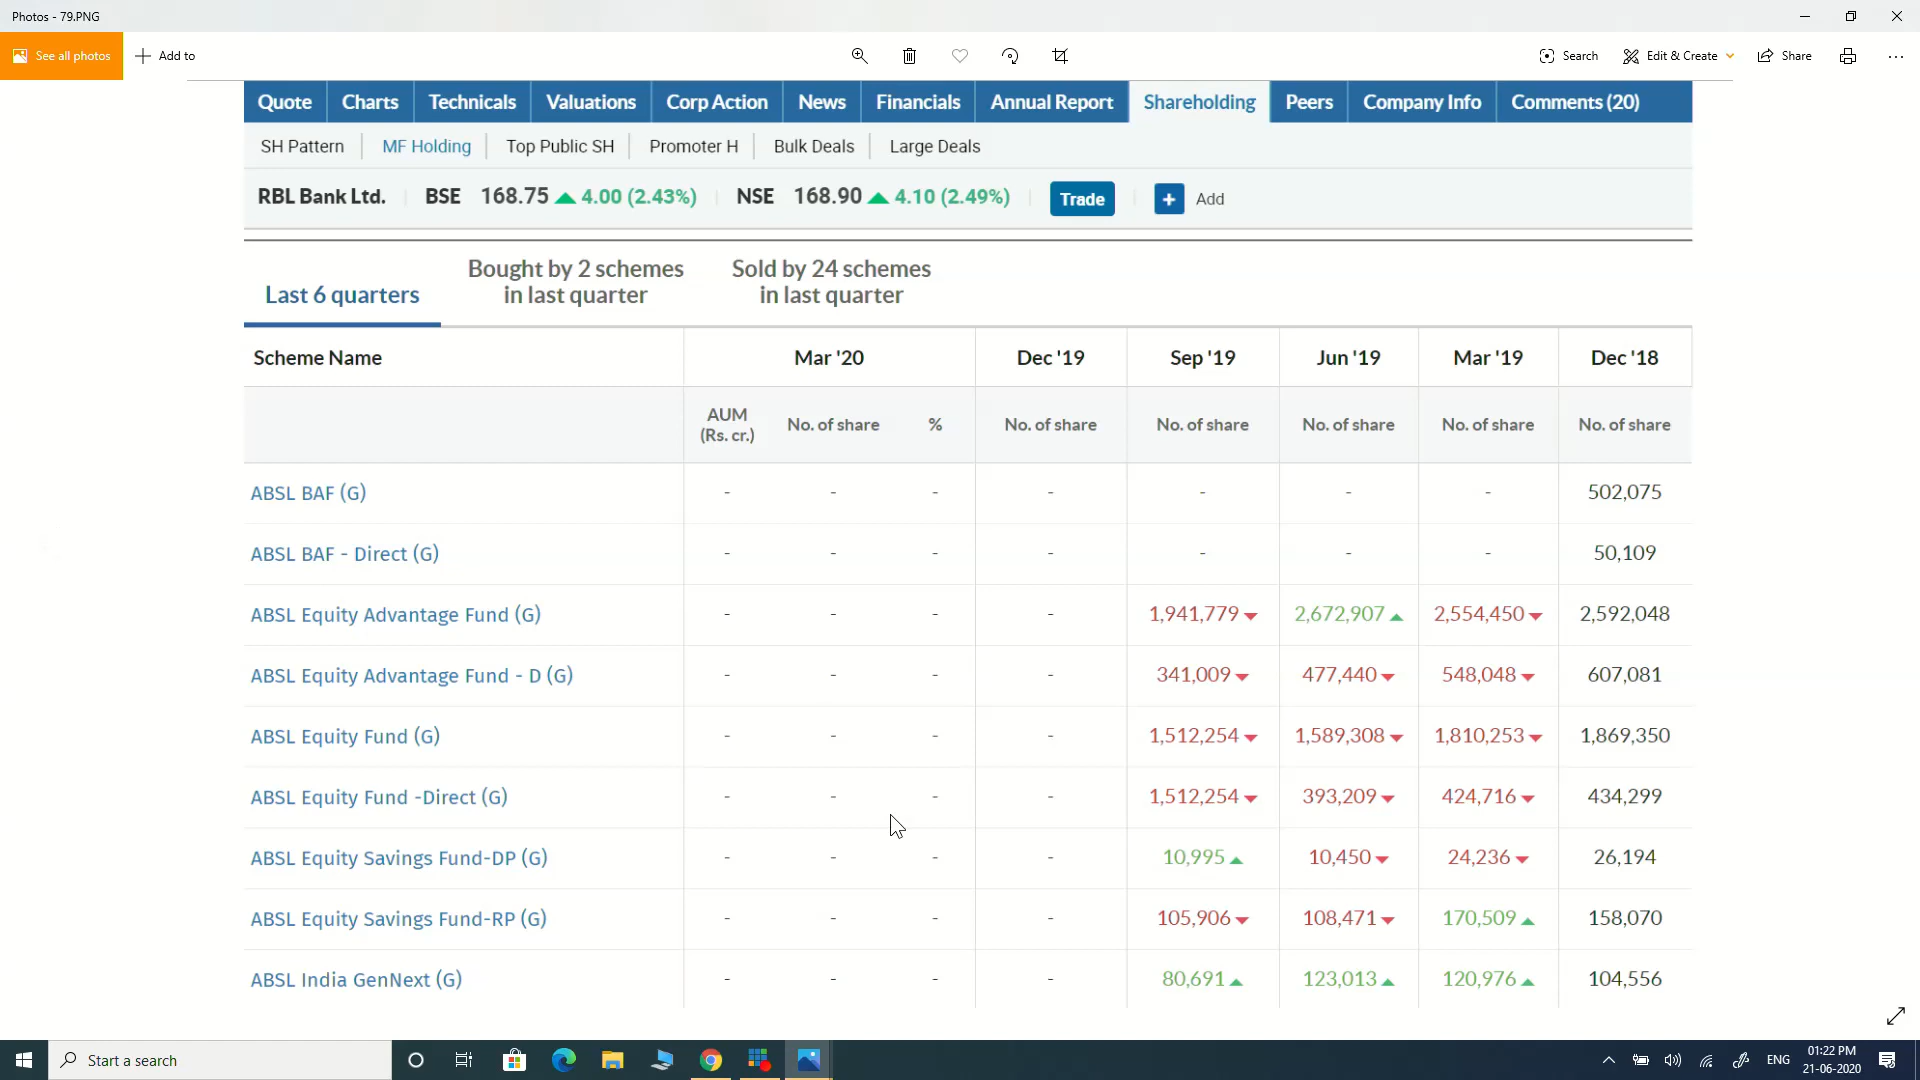 Photos - 79.PNG
See all photos
Add to
Search
Edit & Create
Share
Quote Charts Technicals Valuations Corp Action News Financials Annual Report Shareholding Peers Company Info Comments (20)
SH Pattern MF Holding Top Public SH Promoter H Bulk Deals Large Deals
RBL Bank Ltd. BSE 168.75 4.00 (2.43%) NSE 168.90 4.10 (2.49%) Trade + Add
Last 6 quarters
Bought by 2 schemes
in last quarter
Sold by 24 schemes
in last quarter
Scheme Name Mar '20 Dec '19 Sep '19 Jun '19 Mar '19 Dec '18
AUM
(Rs. cr.)
No. of share % No. of share No. of share No. of share No. of share No. of share
ABSL BAF (G) - - - - - - - 502,075
ABSL BAF - Direct (G) - - - - - - - 50,109
ABSL Equity Advantage Fund (G) - - - - 1,941,779 2,672,907 2,554,450 2,592,048
ABSL Equity Advantage Fund - D (G) - - - - 341,009 477,440 548,048 607,081
ABSL Equity Fund (G) - - - - 1,512,254 1,589,308 1,810,253 1,869,350
ABSL Equity Fund -Direct (G) - - - - 1,512,254 393,209 424,716 434,299
ABSL Equity Savings Fund-DP (G) - - - - 10,995 10,450 24,236 26,194
ABSL Equity Savings Fund-RP (G) - - - - 105,906 108,471 170,509 158,070
ABSL India GenNext (G) - - - - 80,691 123,013 120,976 104,556
Start a search
ENG
01:22 PM
21-06-2020